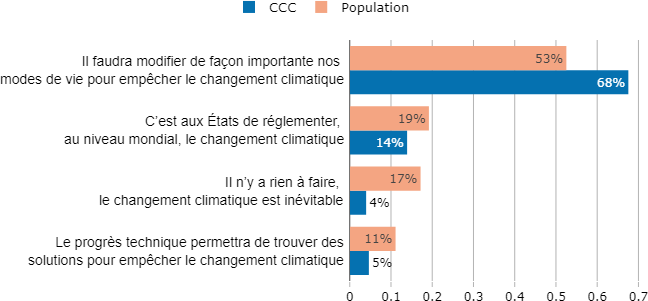 CCC Population
Il faudra modifier de façon importante nos
modes de vie pour empêcher le changement climatique
53%
68%
C’est aux États de réglementer,
au niveau mondial, le changement climatique
19%
14%
Il n’y a rien à faire,
le changement climatique est inévitable
17%
4%
Le progrès technique permettra de trouver des
solutions pour empêcher le changement climatique
11%
5%
0 0.1 0.2 0.3 0.4 0.5 0.6 0.7